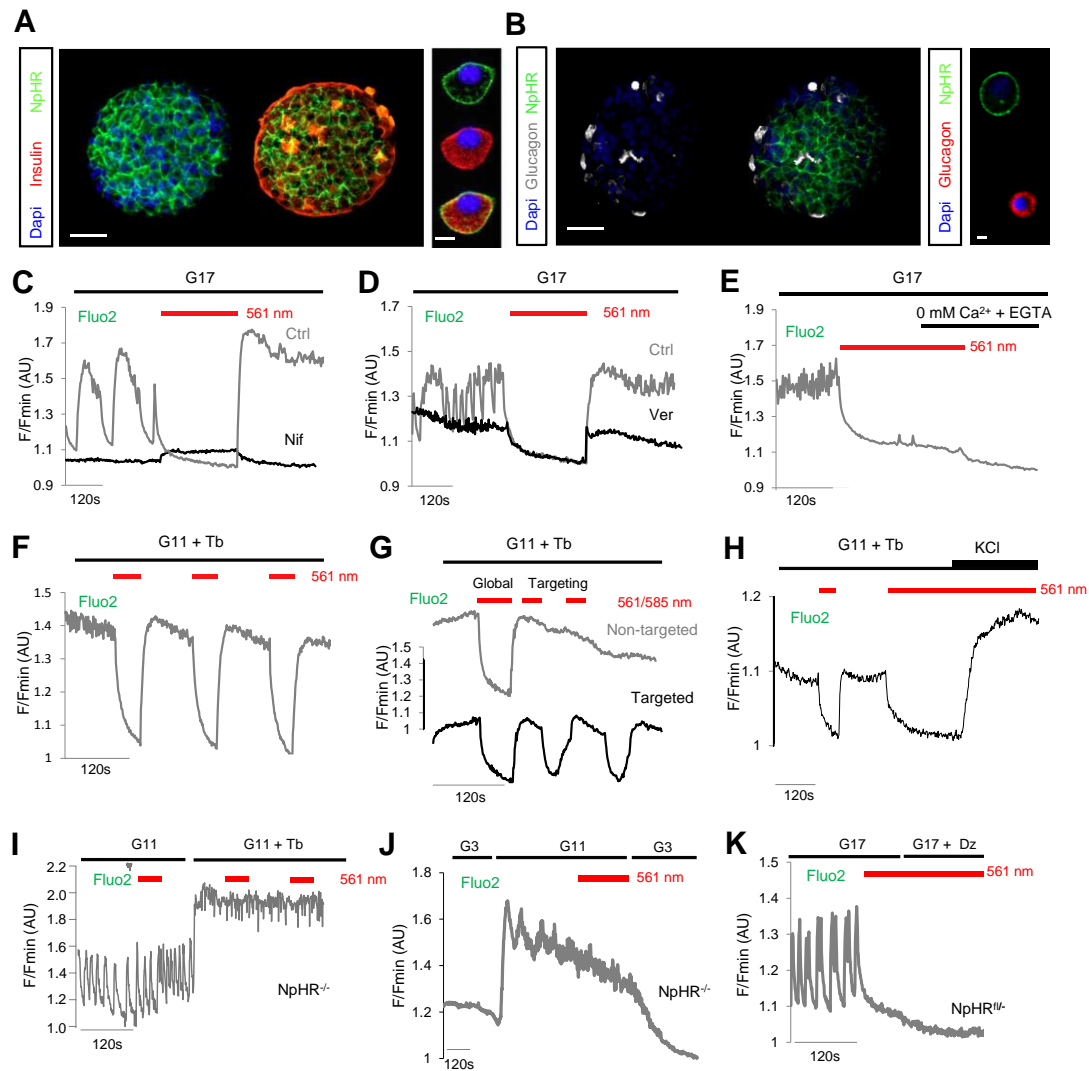 A
Dapi Insulin NpHR
B
Dapi Glucagon NpHR
Dapi Glucagon NpHR
C
G17
Fluo2
561 nm
Ctrl
Nif
F/Fmin (AU)
1.9
1.7
1.5
1.3
1.1
0.9
120s
D
G17
Fluo2
561 nm
Ctrl
Ver
F/Fmin (AU)
1.7
1.5
1.3
1.1
0.9
120s
E
G17
0 mM Ca²⁺ + EGTA
Fluo2
561 nm
F/Fmin (AU)
1.9
1.7
1.5
1.3
1.1
0.9
120s
F
G11 + Tb
561 nm
Fluo2
F/Fmin (AU)
1.5
1.4
1.3
1.2
1.1
1
120s
G
G11 + Tb
Global Targeting
Fluo2
561/585 nm
Non-targeted
Targeted
F/Fmin (AU)
1.5
1.4
1.3
1.2
1.1
1
120s
H
G11 + Tb
KCl
561 nm
Fluo2
F/Fmin (AU)
1.2
1.1
1
120s
I
G11
G11 + Tb
Fluo2
561 nm
F/Fmin (AU)
2.2
2.0
1.8
1.6
1.4
1.2
1.0
NpHR⁻/⁻
120s
J
G3 G11 G3
Fluo2
561 nm
F/Fmin (AU)
1.8
1.6
1.4
1.2
1
NpHR⁻/⁻
120s
K
G17 G17 + Dz
Fluo2
561 nm
F/Fmin (AU)
1.5
1.4
1.3
1.2
1.1
1
NpHRfl/-
120s